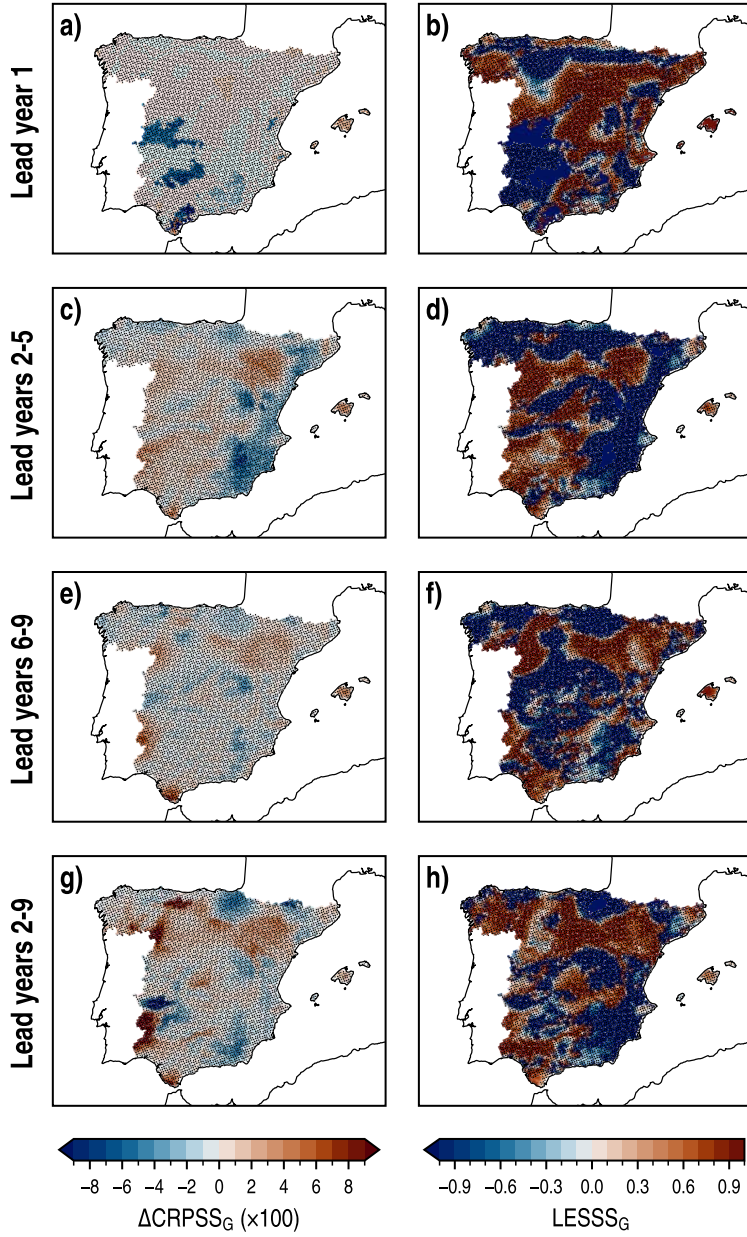 a)
b)
Lead year 1
c)
d)
Lead years 2-5
e)
f)
Lead years 6-9
g)
h)
Lead years 2-9
−8 −6 −4 −2 0 2 4 6 8
ΔCRPSS_G (×100)
−0.9 −0.6 −0.3 0.0 0.3 0.6 0.9
LESSS_G